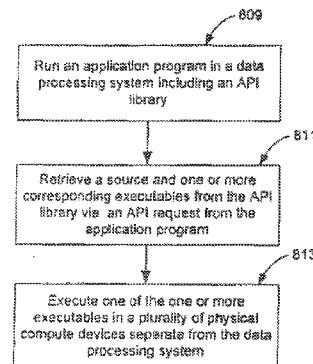 809
Run an application program in a data
processing system including an API
library
811
Retrieve a source and one or more
corresponding executables from the API
library via an API request from the
application program
813
Execute one of the one or more
executables in a plurality of physical
compute devices separate from the data
processing system